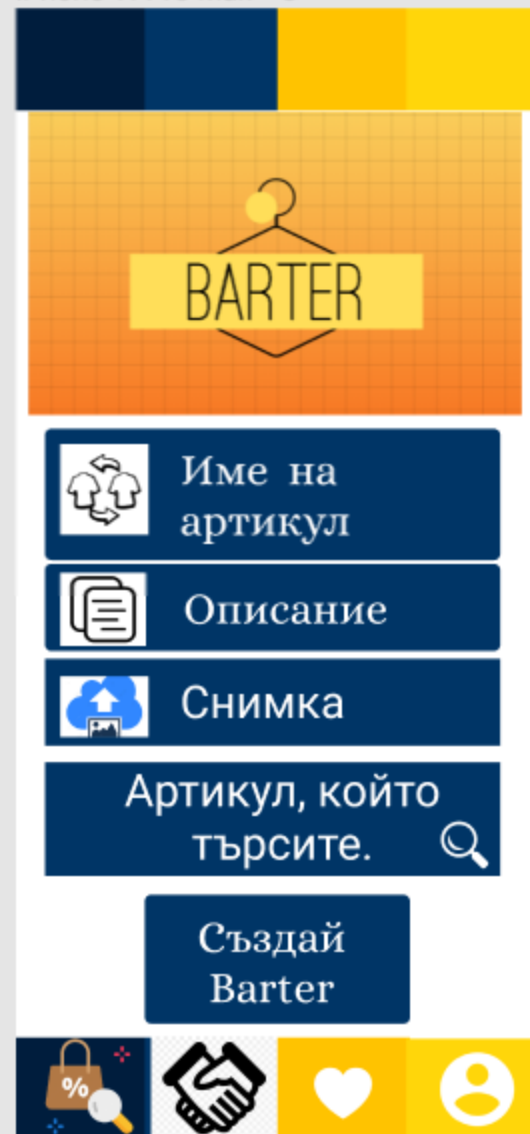 BARTER
Име на
артикул
Описание
Снимка
Артикул, който
търсите.
Създай
Barter
%